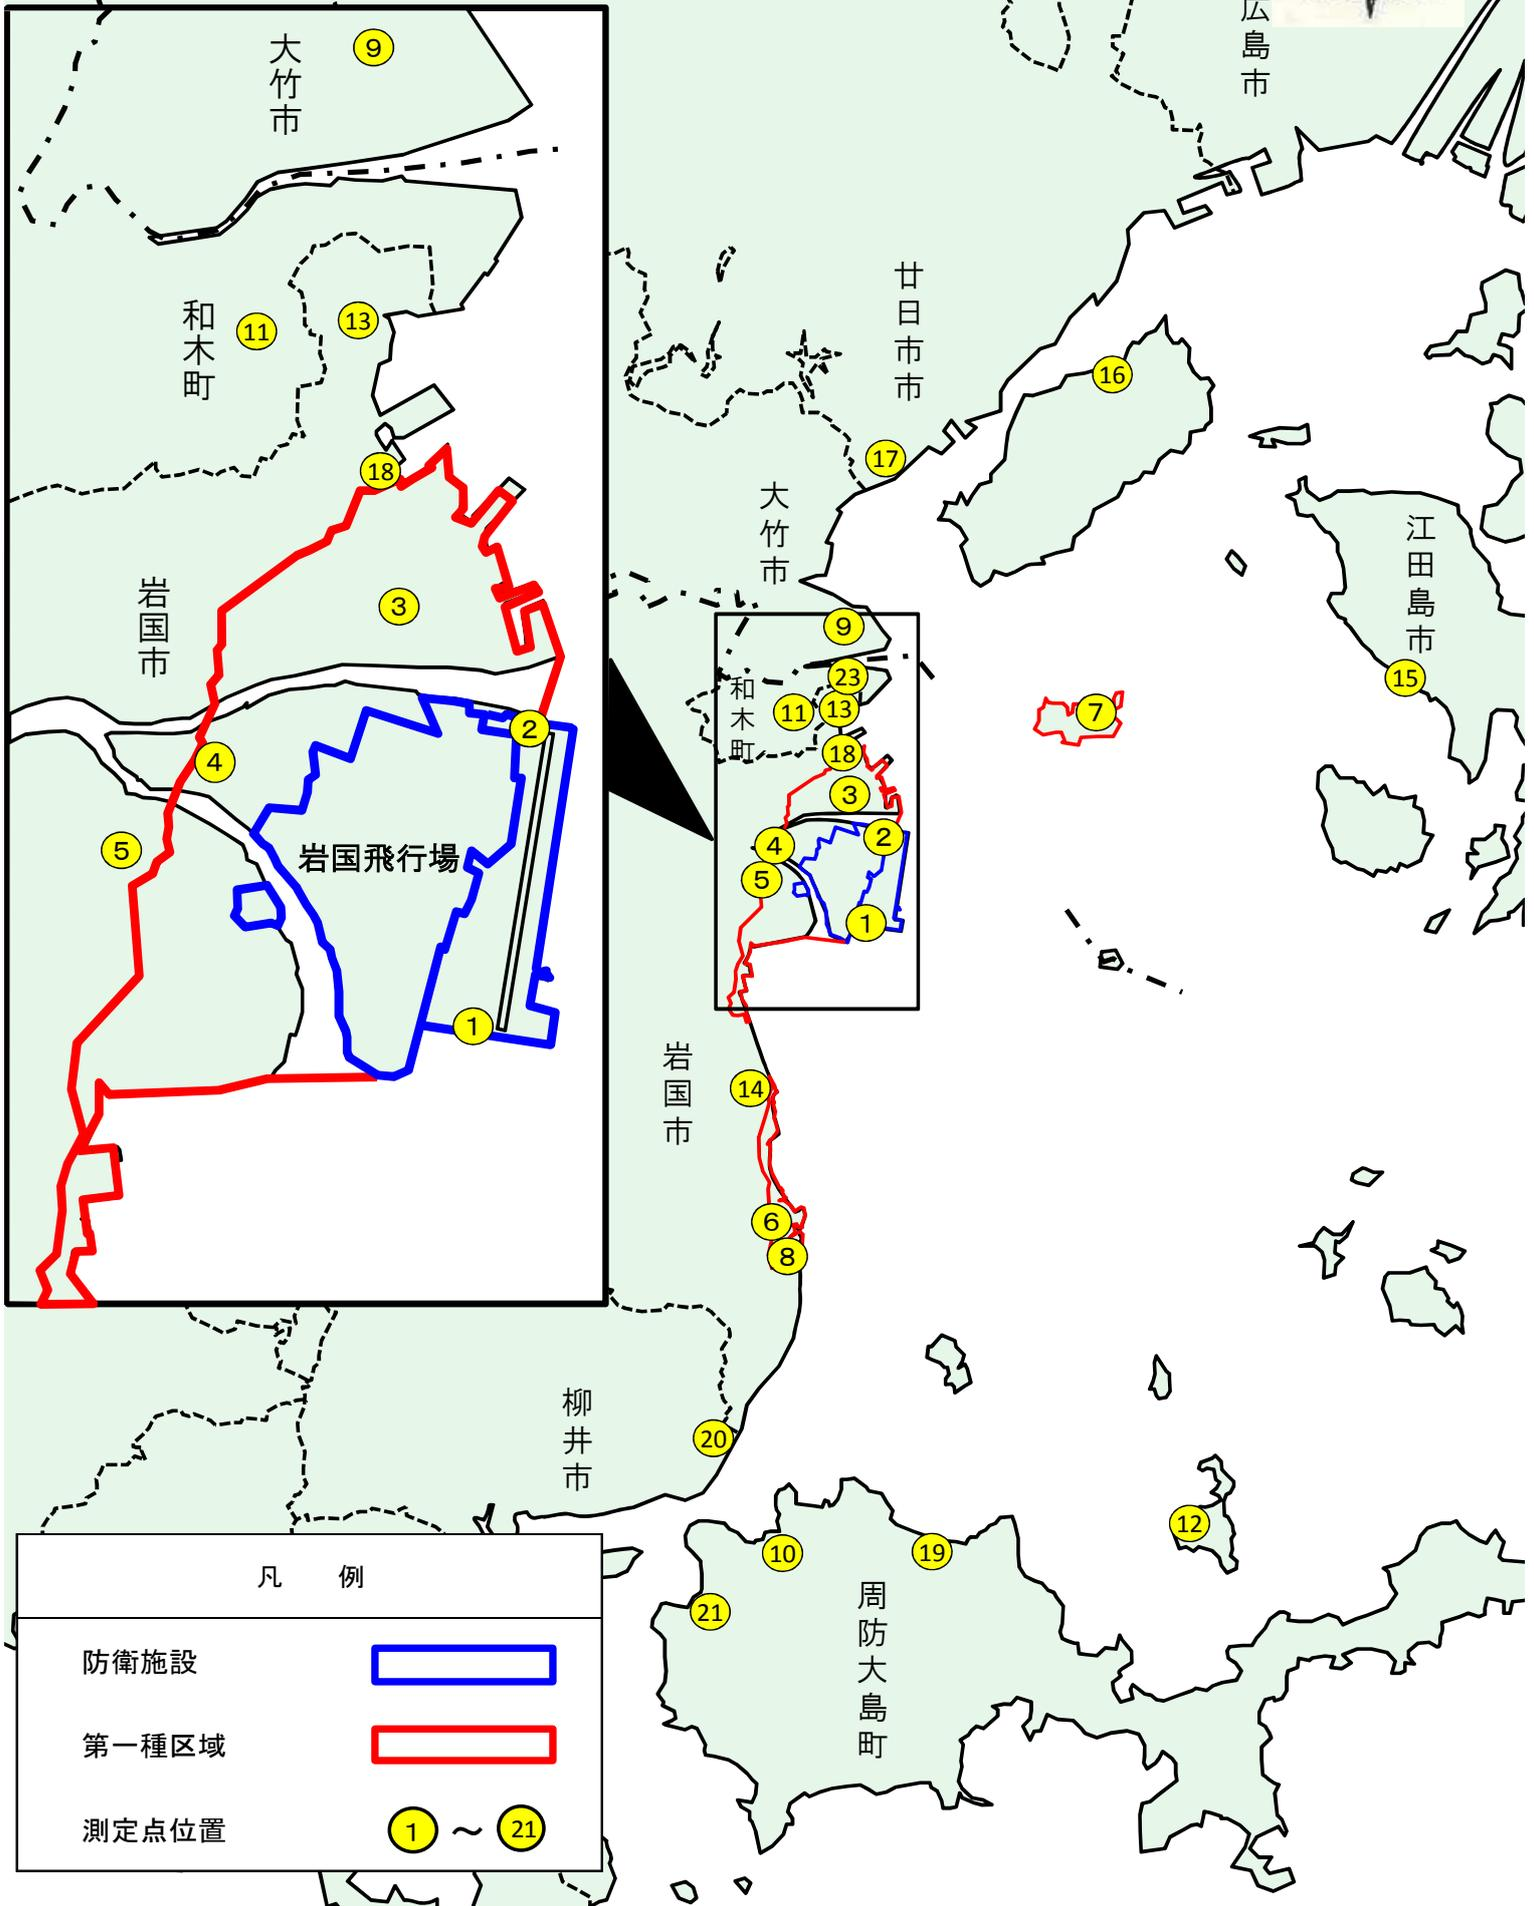 大竹市
9
和木町
11
13
18
岩国市
3
2
4
5
岩国飛行場
1
広島市
廿日市市
16
17
大竹市
江田島市
15
9
和木町
23
11
13
18
7
3
4
2
5
1
岩国市
14
6
8
柳井市
20
10
19
12
21
周防大島町
凡 例
防衛施設
第一種区域
測定点位置 1 ～ 21